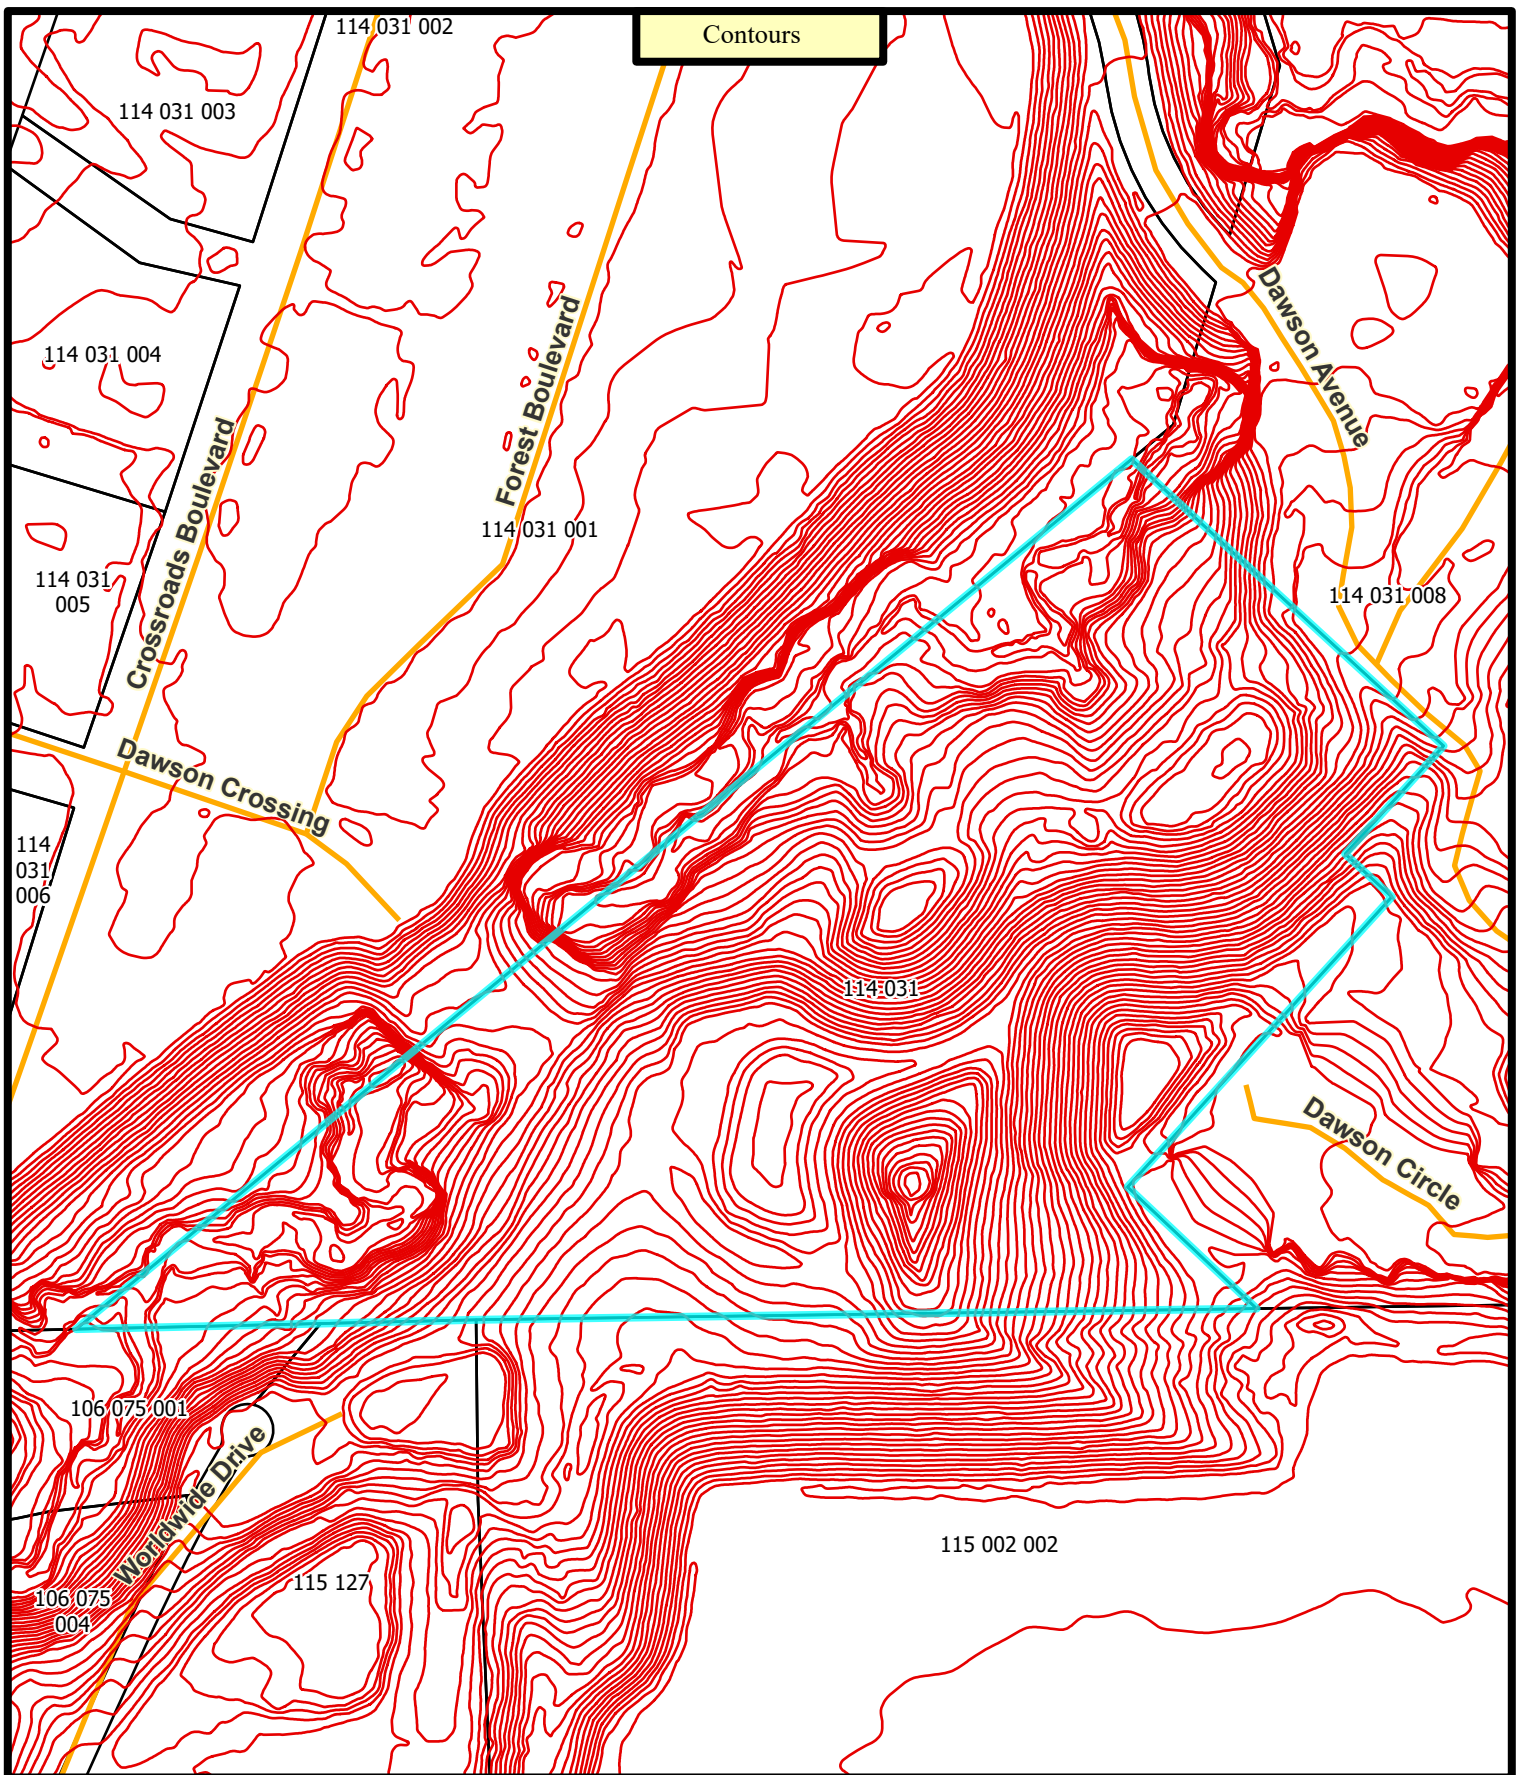 114 031 002
Contours
114 031 003
Dawson Avenue
114 031 004
Forest Boulevard
Crossroads Boulevard
114 031 001
114 031
005
114 031 008
Dawson Crossing
114
031
006
114 031
Dawson Circle
106 075 001
Worldwide Drive
115 002 002
115 127
106 075
004